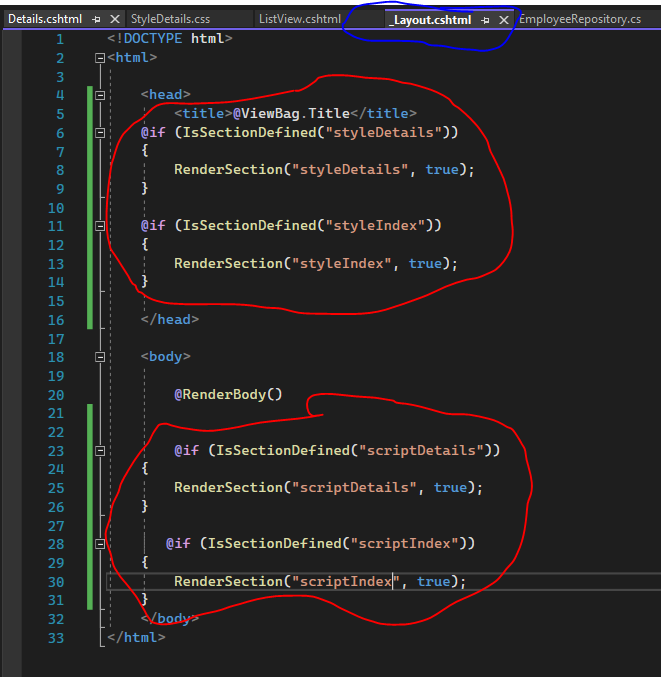 Details.cshtml StyleDetails.css ListView.cshtml _Layout.cshtml EmployeeRepository.cs
1 <!DOCTYPE html>
2 <html>
3
4 <head>
5 <title>@ViewBag.Title</title>
6 @if (IsSectionDefined("styleDetails"))
7 {
8 RenderSection("styleDetails", true);
9 }
10
11 @if (IsSectionDefined("styleIndex"))
12 {
13 RenderSection("styleIndex", true);
14 }
15
16 </head>
17
18 <body>
19
20 @RenderBody()
21
22
23 @if (IsSectionDefined("scriptDetails"))
24 {
25 RenderSection("scriptDetails", true);
26 }
27
28 @if (IsSectionDefined("scriptIndex"))
29 {
30 RenderSection("scriptIndex", true);
31 }
32 </body>
33 </html>